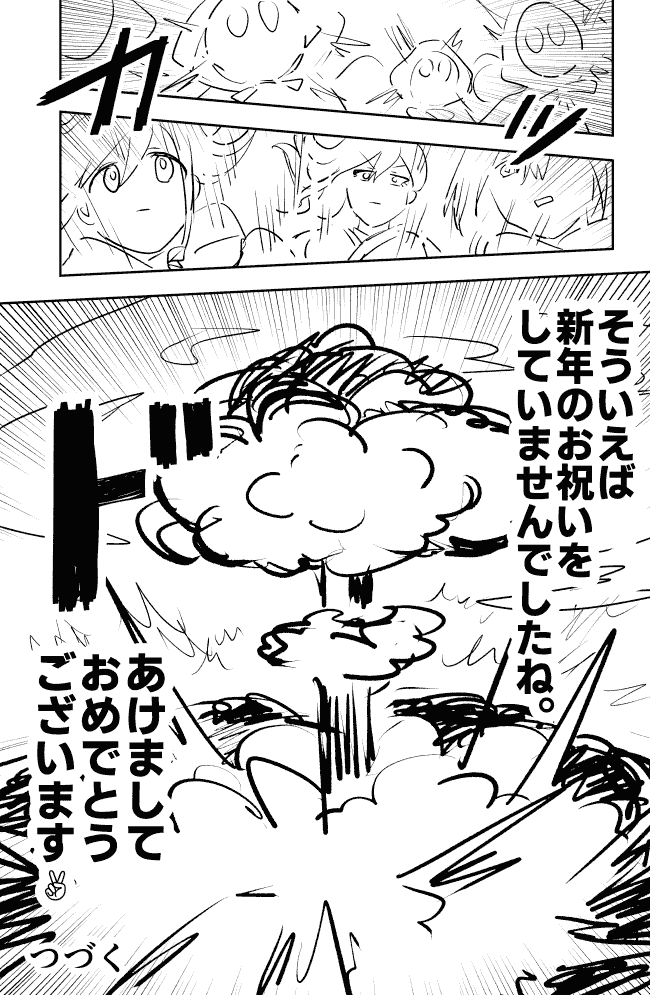 カッ
そういえば
新年のお祝いを
していませんでしたね。
ド
あけまして
おめでとう
ございます✌
つづく